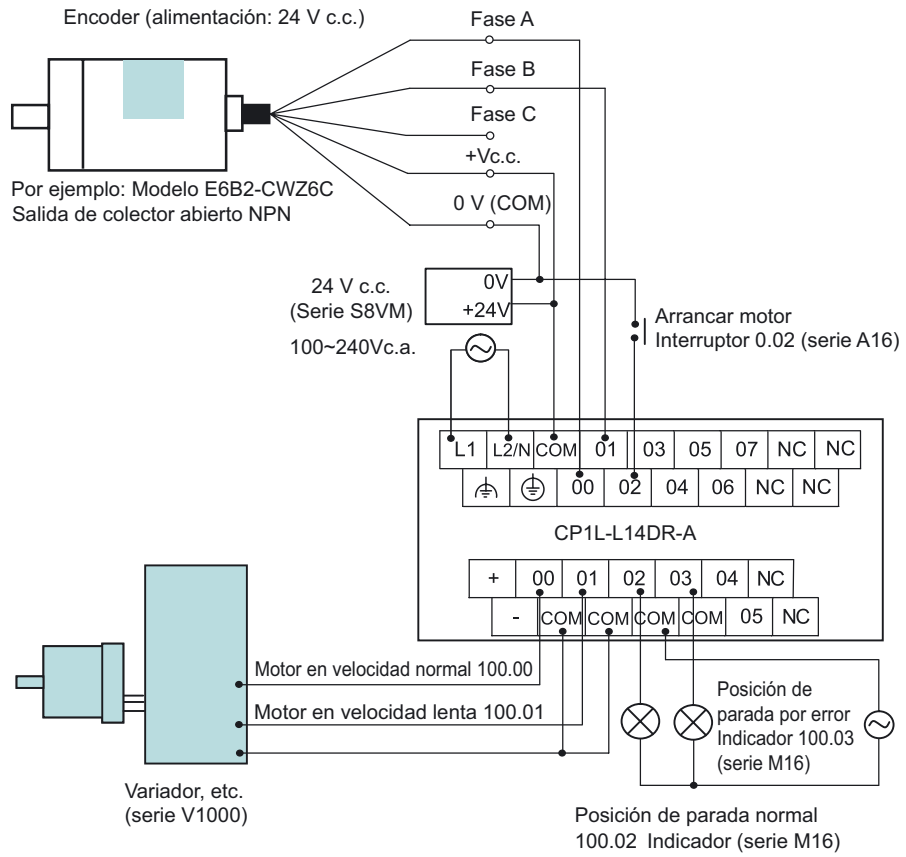 Encoder (alimentación: 24 V c.c.)
Fase A
Fase B
Fase C
+Vc.c.
0 V (COM)
Por ejemplo: Modelo E6B2-CWZ6C
Salida de colector abierto NPN
24 V c.c.
(Serie S8VM)
0V
+24V
100~240Vc.a.
Arrancar motor
Interruptor 0.02 (serie A16)
L1 L2/N COM 01 03 05 07 NC NC
00 02 04 06 NC NC
CP1L-L14DR-A
+ 00 01 02 03 04 NC
- COM COM COM COM 05 NC
Motor en velocidad normal 100.00
Motor en velocidad lenta 100.01
Posición de
parada por error
Indicador 100.03
(serie M16)
Variador, etc.
(serie V1000)
Posición de parada normal
100.02 Indicador (serie M16)